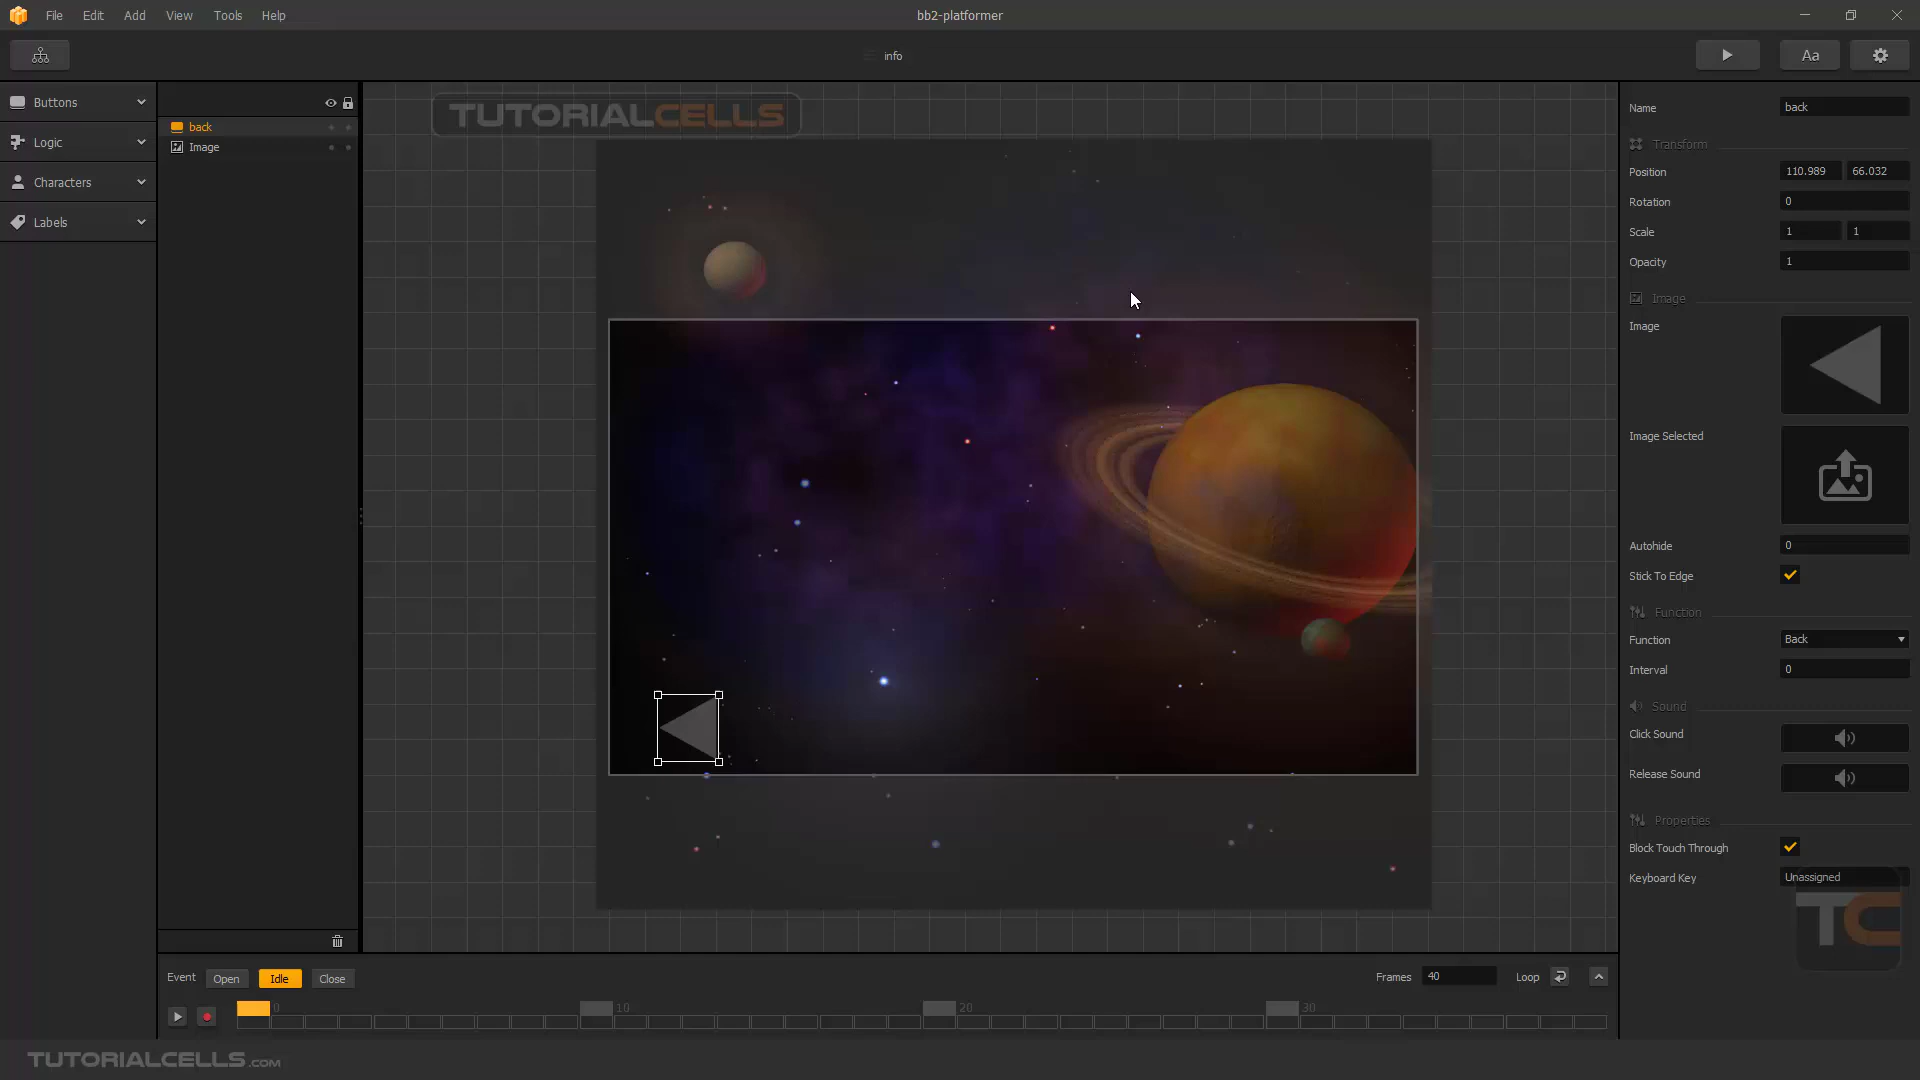 File Edit Add View Tools Help
bb2-platformer
info
Aa
Buttons
Logic
Characters
Labels
back
Image
TUTORIALCELLS
Name back
Transform
Position 110.989 66.032
Rotation 0
Scale 1 1
Opacity 1
Image
Image
Image Selected
Autohide 0
Stick To Edge
Function
Function Back
Interval 0
Sound
Click Sound
Release Sound
Properties
Block Touch Through
Keyboard Key Unassigned
TC
Event Open Idle Close
Frames 40 Loop
0 10 20 30
TUTORIALCELLS.COM